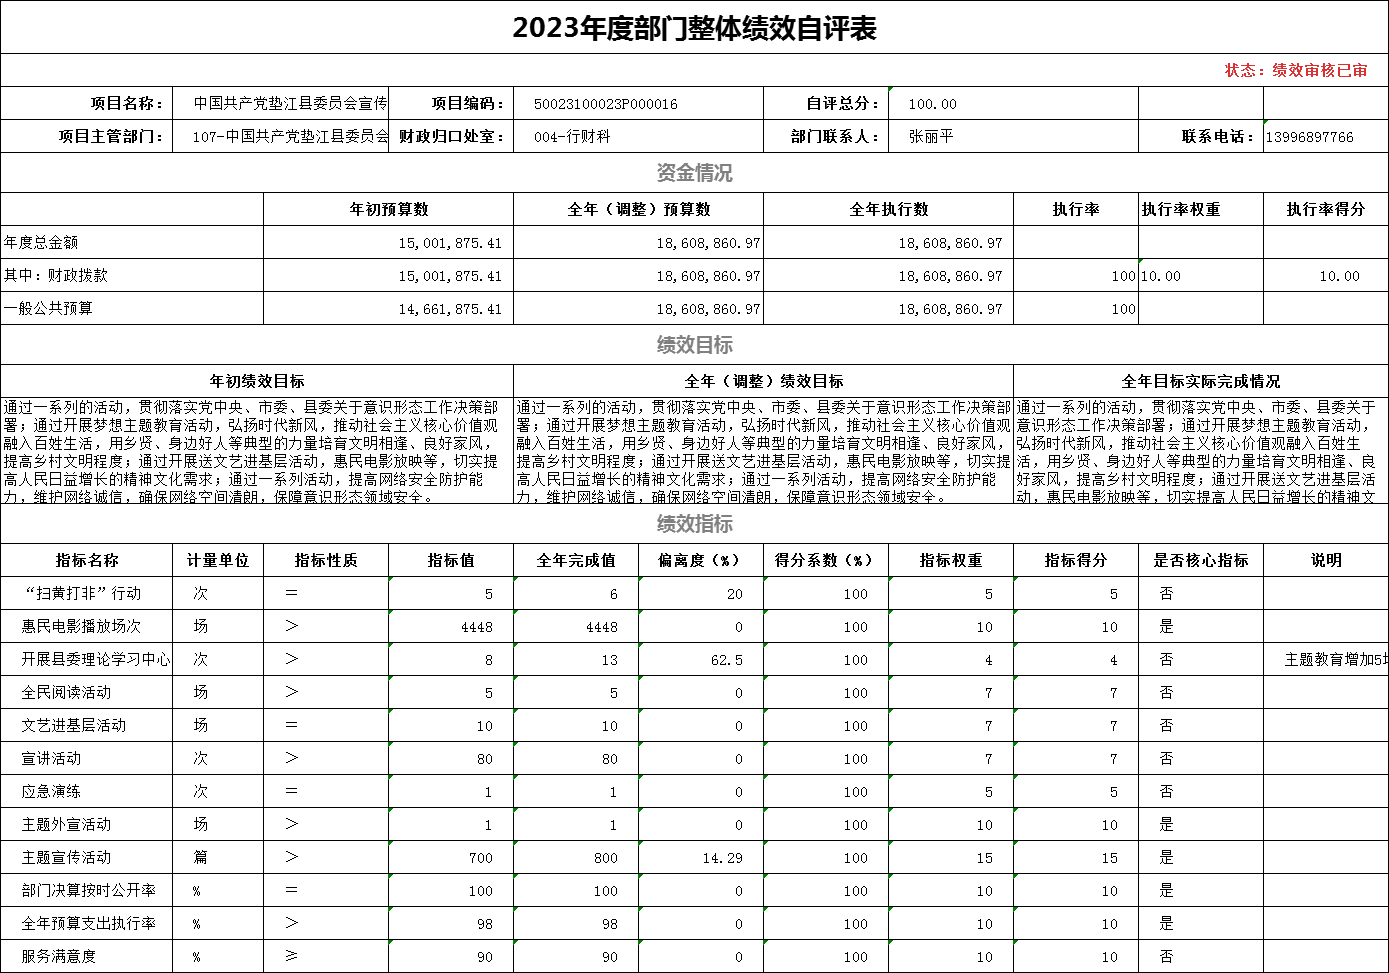 2023年度部门整体绩效自评表
状态：绩效审核已审
项目名称： 中国共产党垫江县委员会宣传 项目编码： 50023100023P000016 自评总分： 100.00
项目主管部门： 107-中国共产党垫江县委员会 财政归口处室： 004-行财科 部门联系人： 张丽平 联系电话： 13996897766
资金情况
年初预算数 全年（调整）预算数 全年执行数 执行率 执行率权重 执行率得分
年度总金额 15,001,875.41 18,608,860.97 18,608,860.97
其中：财政拨款 15,001,875.41 18,608,860.97 18,608,860.97 100 10.00 10.00
一般公共预算 14,661,875.41 18,608,860.97 18,608,860.97 100
绩效目标
年初绩效目标 全年（调整）绩效目标 全年目标实际完成情况
通过一系列的活动，贯彻落实党中央、市委、县委关于意识形态工作决策部
署；通过开展梦想主题教育活动，弘扬时代新风，推动社会主义核心价值观
融入百姓生活，用乡贤、身边好人等典型的力量培育文明相逢、良好家风，
提高乡村文明程度；通过开展送文艺进基层活动，惠民电影放映等，切实提
高人民日益增长的精神文化需求；通过一系列活动，提高网络安全防护能
力，维护网络诚信，确保网络空间清朗，保障意识形态领域安全。
通过一系列的活动，贯彻落实党中央、市委、县委关于意识形态工作决策部
署；通过开展梦想主题教育活动，弘扬时代新风，推动社会主义核心价值观
融入百姓生活，用乡贤、身边好人等典型的力量培育文明相逢、良好家风，
提高乡村文明程度；通过开展送文艺进基层活动，惠民电影放映等，切实提
高人民日益增长的精神文化需求；通过一系列活动，提高网络安全防护能
力，维护网络诚信，确保网络空间清朗，保障意识形态领域安全。
通过一系列的活动，贯彻落实党中央、市委、县委关于
意识形态工作决策部署；通过开展梦想主题教育活动，
弘扬时代新风，推动社会主义核心价值观融入百姓生
活，用乡贤、身边好人等典型的力量培育文明相逢、良
好家风，提高乡村文明程度；通过开展送文艺进基层活
动，惠民电影放映等，切实提高人民日益增长的精神文
绩效指标
指标名称 计量单位 指标性质 指标值 全年完成值 偏离度（%） 得分系数（%） 指标权重 指标得分 是否核心指标 说明
“扫黄打非”行动 次 ＝ 5 6 20 100 5 5 否
惠民电影播放场次 场 ＞ 4448 4448 0 100 10 10 是
开展县委理论学习中心 次 ＞ 8 13 62.5 100 4 4 否 主题教育增加5
全民阅读活动 场 ＞ 5 5 0 100 7 7 否
文艺进基层活动 场 ＝ 10 10 0 100 7 7 否
宣讲活动 次 ＞ 80 80 0 100 7 7 否
应急演练 次 ＝ 1 1 0 100 5 5 否
主题外宣活动 场 ＞ 1 1 0 100 10 10 是
主题宣传活动 篇 ＞ 700 800 14.29 100 15 15 是
部门决算按时公开率 % ＝ 100 100 0 100 10 10 是
全年预算支出执行率 % ＞ 98 98 0 100 10 10 是
服务满意度 % ≥ 90 90 0 100 10 10 否